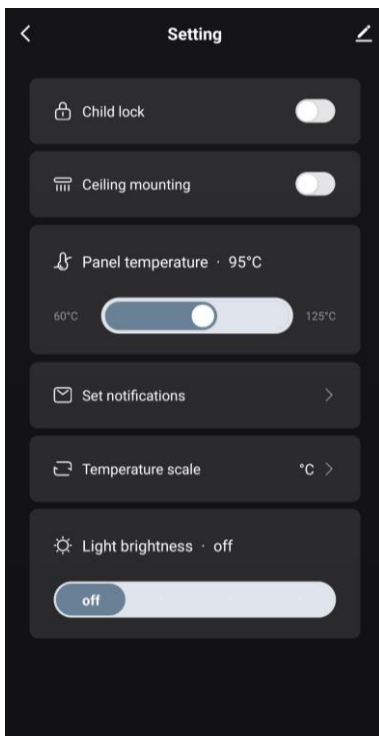 Setting
Child lock
Ceiling mounting
Panel temperature · 95°C
60°C 125°C
Set notifications
Temperature scale °C
Light brightness · off
off